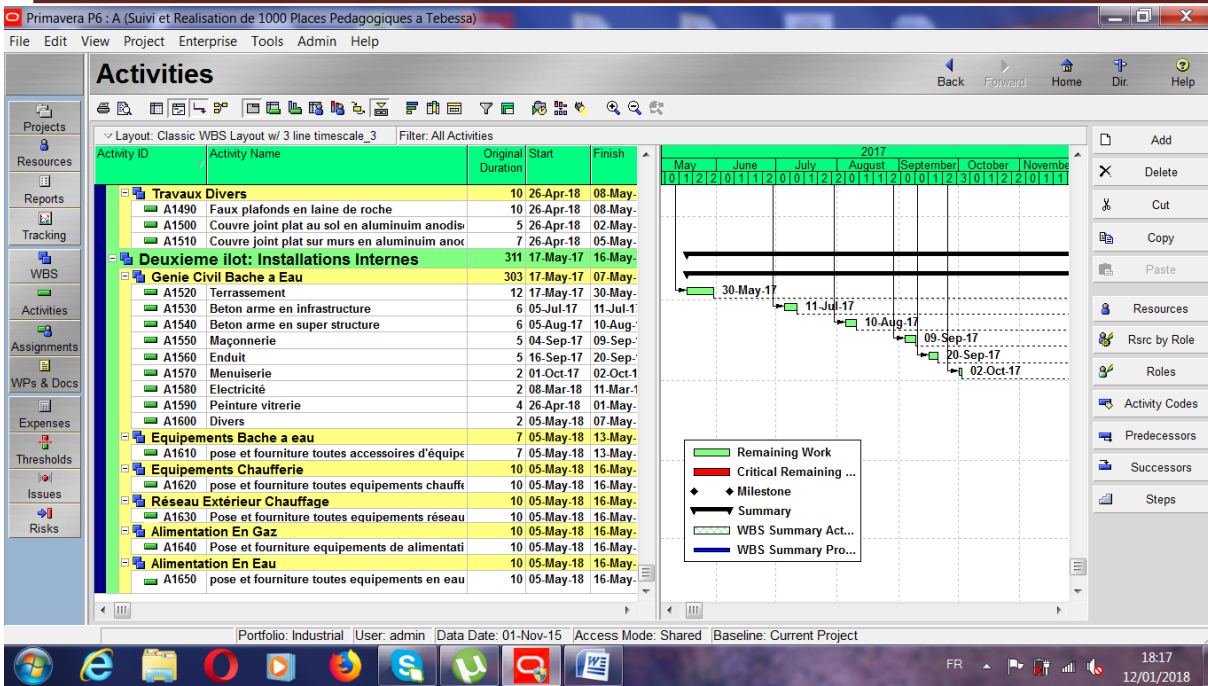 Primavera P6 : A (Suivi et Realisation de 1000 Places Pedagogiques a Tebessa)
File Edit View Project Enterprise Tools Admin Help
Activities
Back Forward Home Dir. Help
Layout: Classic WBS Layout w/ 3 line timescale_3 Filter: All Activities
Activity ID Activity Name Original Duration Start Finish
2017
May June July August September October Novembe
Travaux Divers 10 26-Apr-18 08-May-
A1490 Faux plafonds en laine de roche 10 26-Apr-18 08-May-
A1500 Couvre joint plat au sol en aluminuim anodis 5 26-Apr-18 02-May-
A1510 Couvre joint plat sur murs en aluminuim anod 7 26-Apr-18 05-May-
Deuxieme ilot: Installations Internes 311 17-May-17 16-May-
Genie Civil Bache a Eau 303 17-May-17 07-May-
A1520 Terrassement 12 17-May-17 30-May- 30-May-17
A1530 Beton arme en infrastructure 6 05-Jul-17 11-Jul-1 11-Jul-17
A1540 Beton arme en super structure 6 05-Aug-17 10-Aug- 10-Aug-17
A1550 Maçonnerie 5 04-Sep-17 09-Sep- 09-Sep-17
A1560 Enduit 5 16-Sep-17 20-Sep- 20-Sep-17
A1570 Menuiserie 2 01-Oct-17 02-Oct-1 02-Oct-17
A1580 Electricité 2 08-Mar-18 11-Mar-1
A1590 Peinture vitrerie 4 26-Apr-18 01-May-
A1600 Divers 2 05-May-18 07-May-
Equipements Bache a eau 7 05-May-18 13-May-
A1610 pose et fourniture toutes accessoires d'équipe 7 05-May-18 13-May-
Equipements Chaufferie 10 05-May-18 16-May-
A1620 pose et fourniture toutes equipements chauffe 10 05-May-18 16-May-
Réseau Extérieur Chauffage 10 05-May-18 16-May-
A1630 Pose et fourniture toutes equipements réseau 10 05-May-18 16-May-
Alimentation En Gaz 10 05-May-18 16-May-
A1640 Pose et fourniture equipements de alimentati 10 05-May-18 16-May-
Alimentation En Eau 10 05-May-18 16-May-
A1650 pose et fourniture toutes equipements en eau 10 05-May-18 16-May-
Remaining Work
Critical Remaining ...
Milestone
Summary
WBS Summary Act...
WBS Summary Pro...
Projects
Resources
Reports
Tracking
WBS
Activities
Assignments
WPs & Docs
Expenses
Thresholds
Issues
Risks
Add
Delete
Cut
Copy
Paste
Resources
Rsrc by Role
Roles
Activity Codes
Predecessors
Successors
Steps
Portfolio: Industrial User: admin Data Date: 01-Nov-15 Access Mode: Shared Baseline: Current Project
FR 18:17
12/01/2018